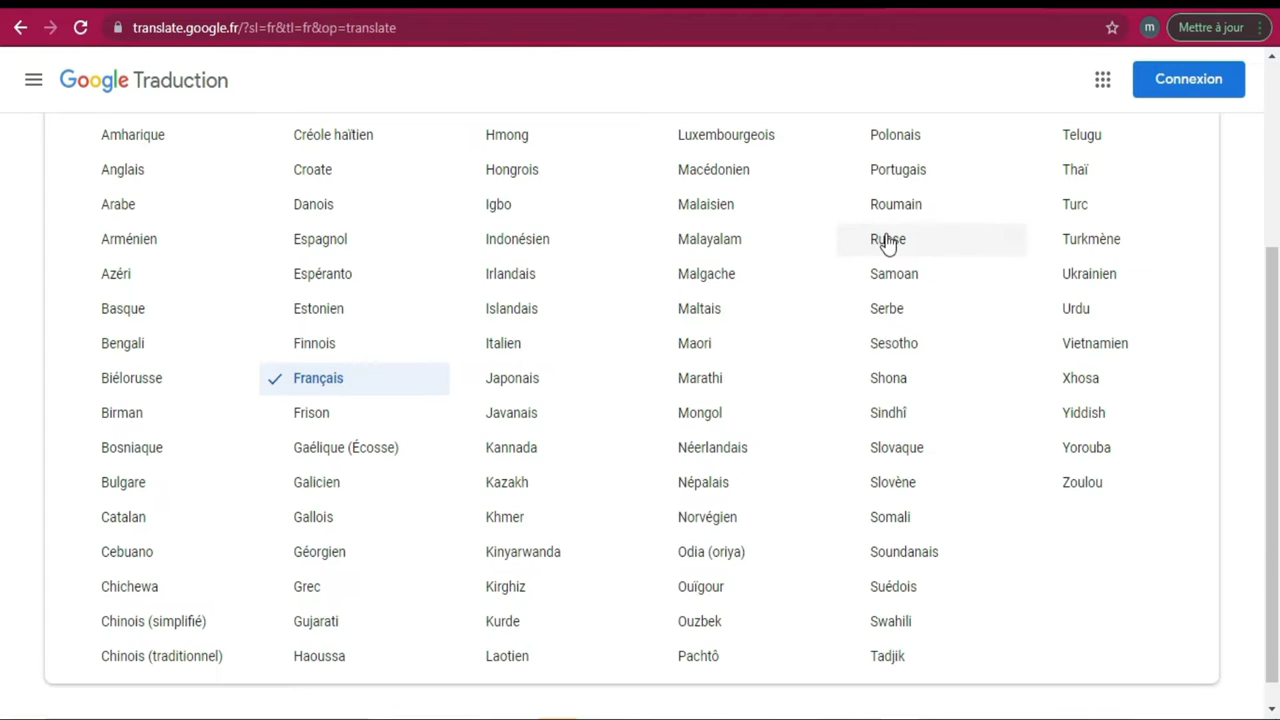 translate.google.fr/?sl=fr&tl=fr&op=translate
m
Mettre à jour
Google Traduction
Connexion
Amharique
Anglais
Arabe
Arménien
Azéri
Basque
Bengali
Biélorusse
Birman
Bosniaque
Bulgare
Catalan
Cebuano
Chichewa
Chinois (simplifié)
Chinois (traditionnel)
Créole haïtien
Croate
Danois
Espagnol
Espéranto
Estonien
Finnois
Français
Frison
Gaélique (Écosse)
Galicien
Gallois
Géorgien
Grec
Gujarati
Haoussa
Hmong
Hongrois
Igbo
Indonésien
Irlandais
Islandais
Italien
Japonais
Javanais
Kannada
Kazakh
Khmer
Kinyarwanda
Kirghiz
Kurde
Laotien
Luxembourgeois
Macédonien
Malaisien
Malayalam
Malgache
Maltais
Maori
Marathi
Mongol
Néerlandais
Népalais
Norvégien
Odia (oriya)
Ouïgour
Ouzbek
Pachtô
Polonais
Portugais
Roumain
Russe
Samoan
Serbe
Sesotho
Shona
Sindhî
Slovaque
Slovène
Somali
Soundanais
Suédois
Swahili
Tadjik
Telugu
Thaï
Turc
Turkmène
Ukrainien
Urdu
Vietnamien
Xhosa
Yiddish
Yorouba
Zoulou